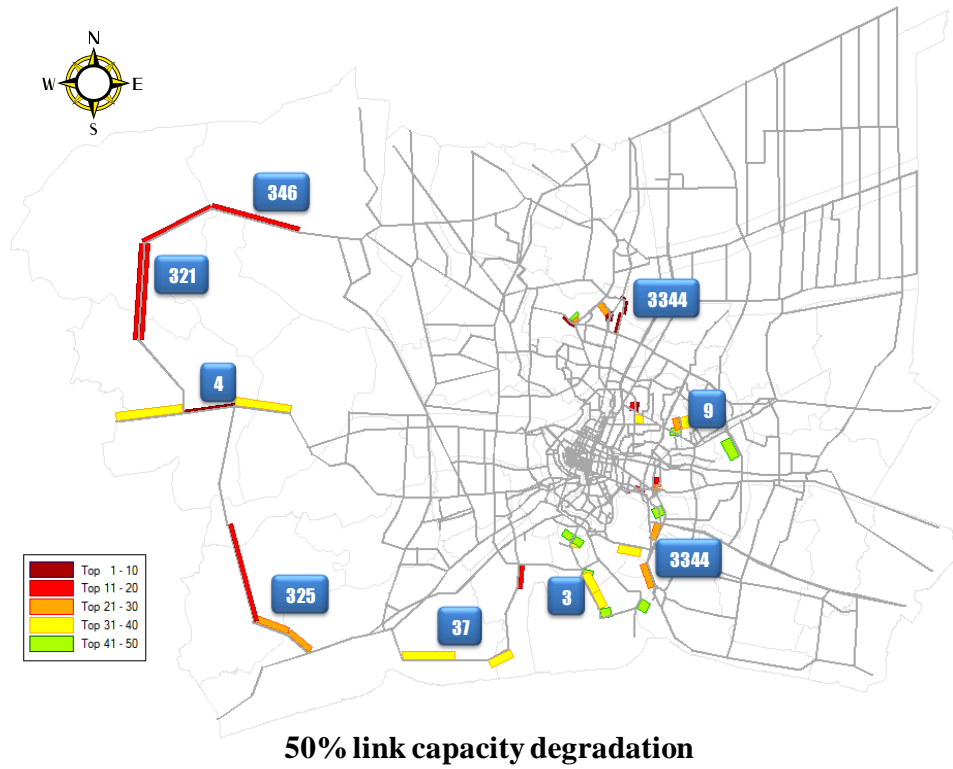 N
W E
S
346
321
3344
4
9
3344
325
3
37
Top 1 - 10
Top 11 - 20
Top 21 - 30
Top 31 - 40
Top 41 - 50
50% link capacity degradation